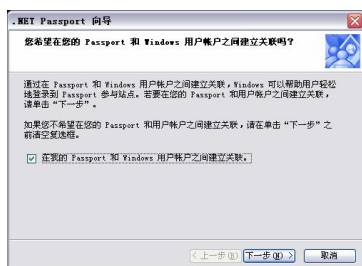 .NET Passport 向导
您希望在您的 Passport 和 Windows 用户帐户之间建立关联吗？
通过在 Passport 和 Windows 用户帐户之间建立关联，Windows 可以帮助用户轻松
地登录到 Passport 参与站点。若要在您的 Passport 和用户帐户之间建立关联，
请单击“下一步”。
如果您不希望在您的 Passport 和用户帐户之间建立关联，请在单击“下一步”之
前清空复选框。
在我的 Passport 和 Windows 用户帐户之间建立关联。
< 上一步(B) 下一步(N) > 取消